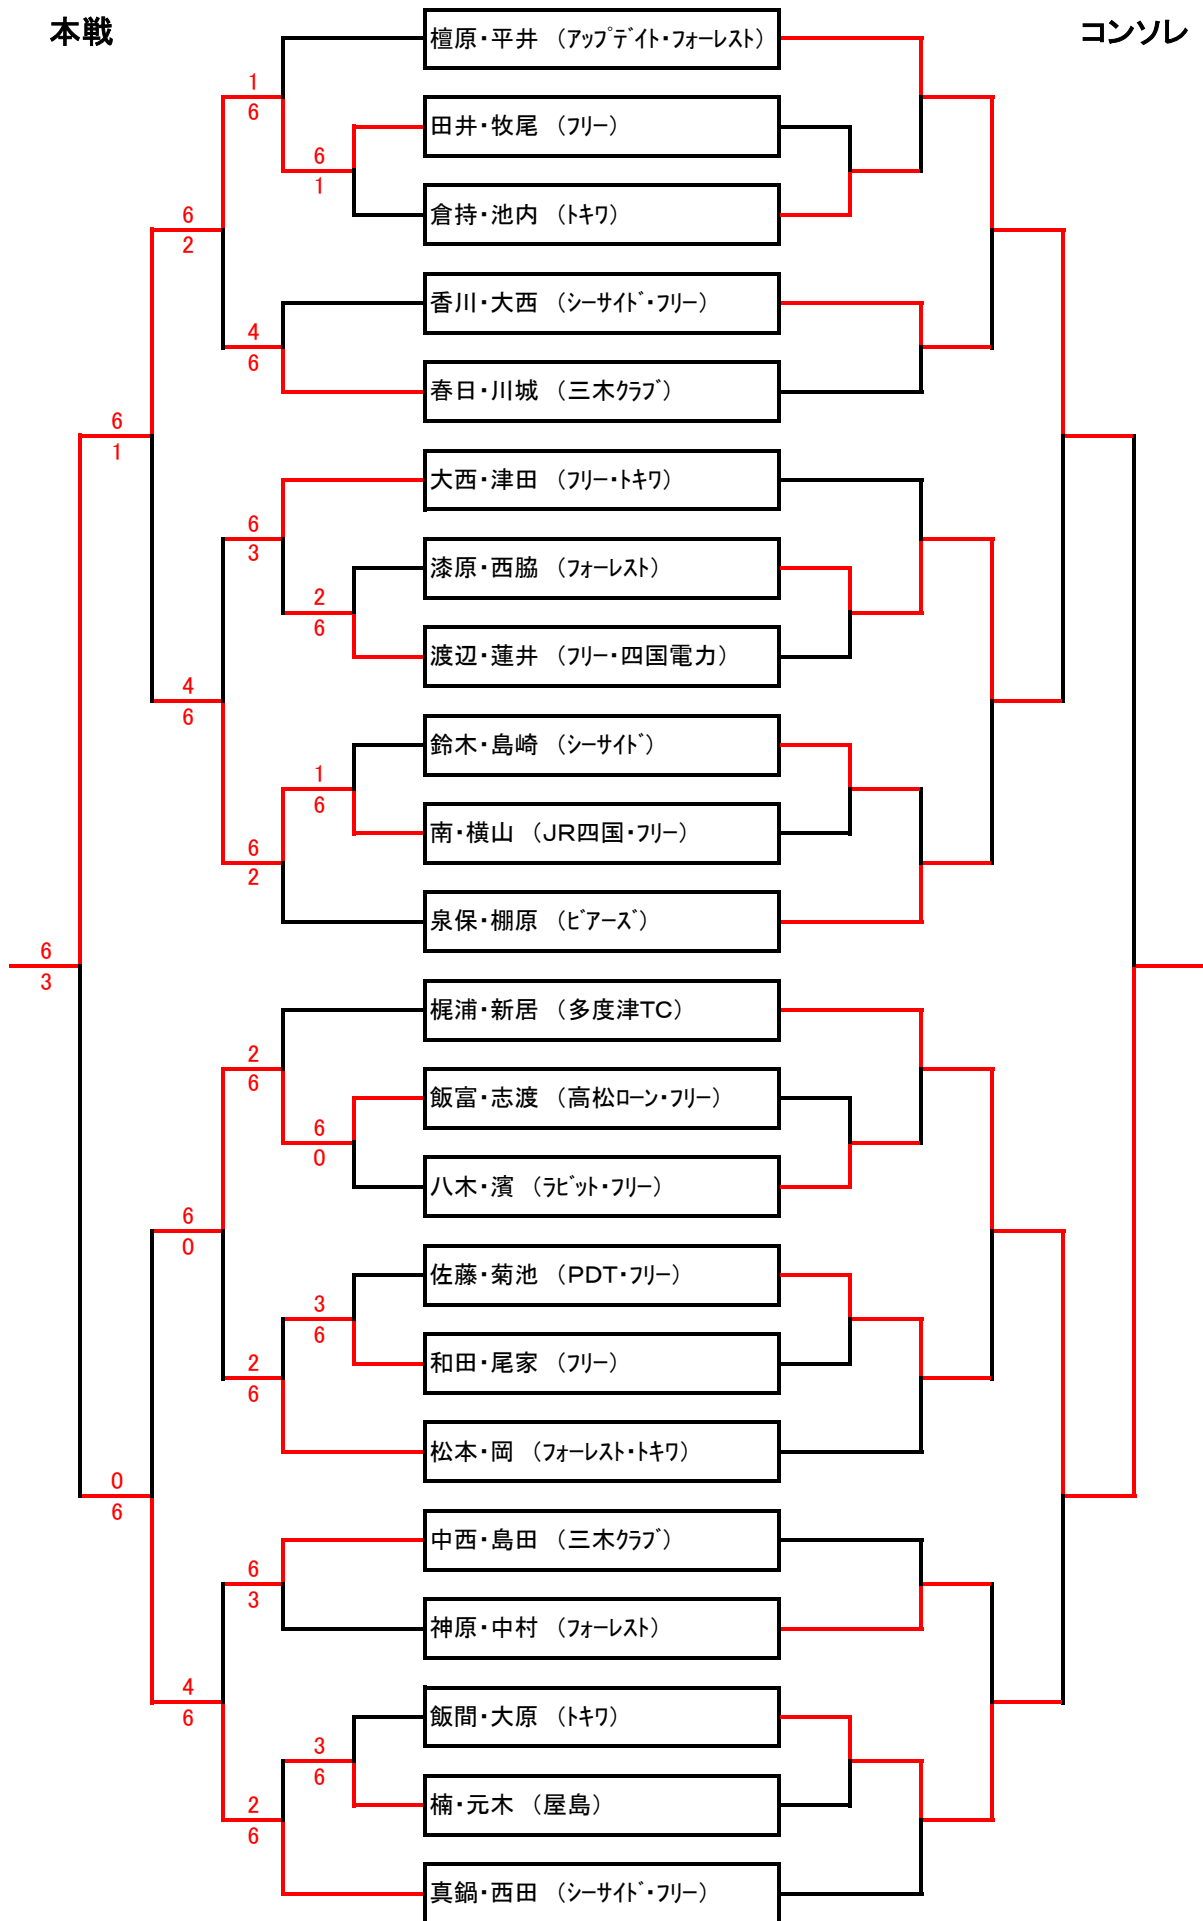 本戦
コンソレ
檀原・平井 （アップデイト・フォーレスト）
1
6
田井・牧尾 （フリー）
6
1
倉持・池内 （トキワ）
6
2
香川・大西 （シーサイド・フリー）
4
6
春日・川城 （三木クラブ）
6
1
大西・津田 （フリー・トキワ）
6
3
漆原・西脇 （フォーレスト）
2
6
渡辺・蓮井 （フリー・四国電力）
4
6
鈴木・島崎 （シーサイド）
1
6
南・横山 （JR四国・フリー）
6
2
泉保・棚原 （ビアーズ）
6
3
梶浦・新居 （多度津TC）
2
6
飯富・志渡 （高松ローン・フリー）
6
0
八木・濱 （ラビット・フリー）
6
0
佐藤・菊池 （PDT・フリー）
3
6
和田・尾家 （フリー）
2
6
松本・岡 （フォーレスト・トキワ）
0
6
中西・島田 （三木クラブ）
6
3
神原・中村 （フォーレスト）
4
6
飯間・大原 （トキワ）
3
6
楠・元木 （屋島）
2
6
真鍋・西田 （シーサイド・フリー）